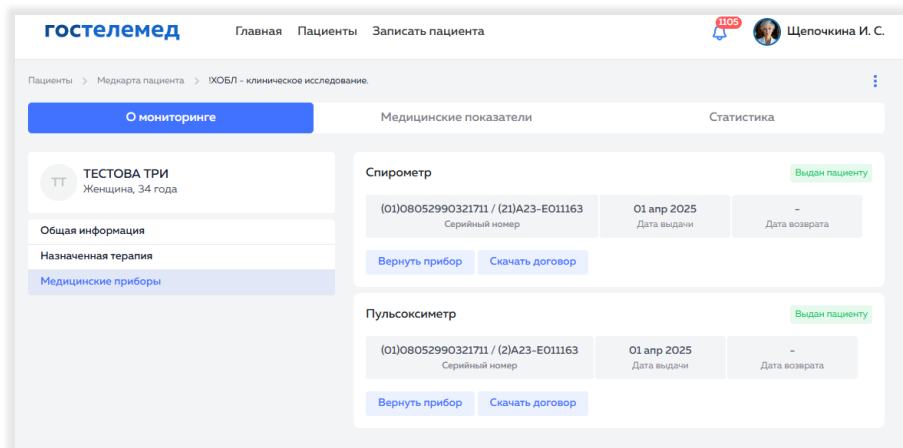 гостелемед Главная Пациенты Записать пациента 1105 Щепочкина И. С.
Пациенты > Медкарта пациента > !ХОБЛ - клиническое исследование.
О мониторинге Медицинские показатели Статистика
ТТ
ТЕСТОВА ТРИ
Женщина, 34 года
Общая информация
Назначенная терапия
Медицинские приборы
Спирометр Выдан пациенту
(01)08052990321711 / (21)A23-E011163 01 апр 2025 -
Серийный номер Дата выдачи Дата возврата
Вернуть прибор Скачать договор
Пульсоксиметр Выдан пациенту
(01)08052990321711 / (2)A23-E011163 01 апр 2025 -
Серийный номер Дата выдачи Дата возврата
Вернуть прибор Скачать договор